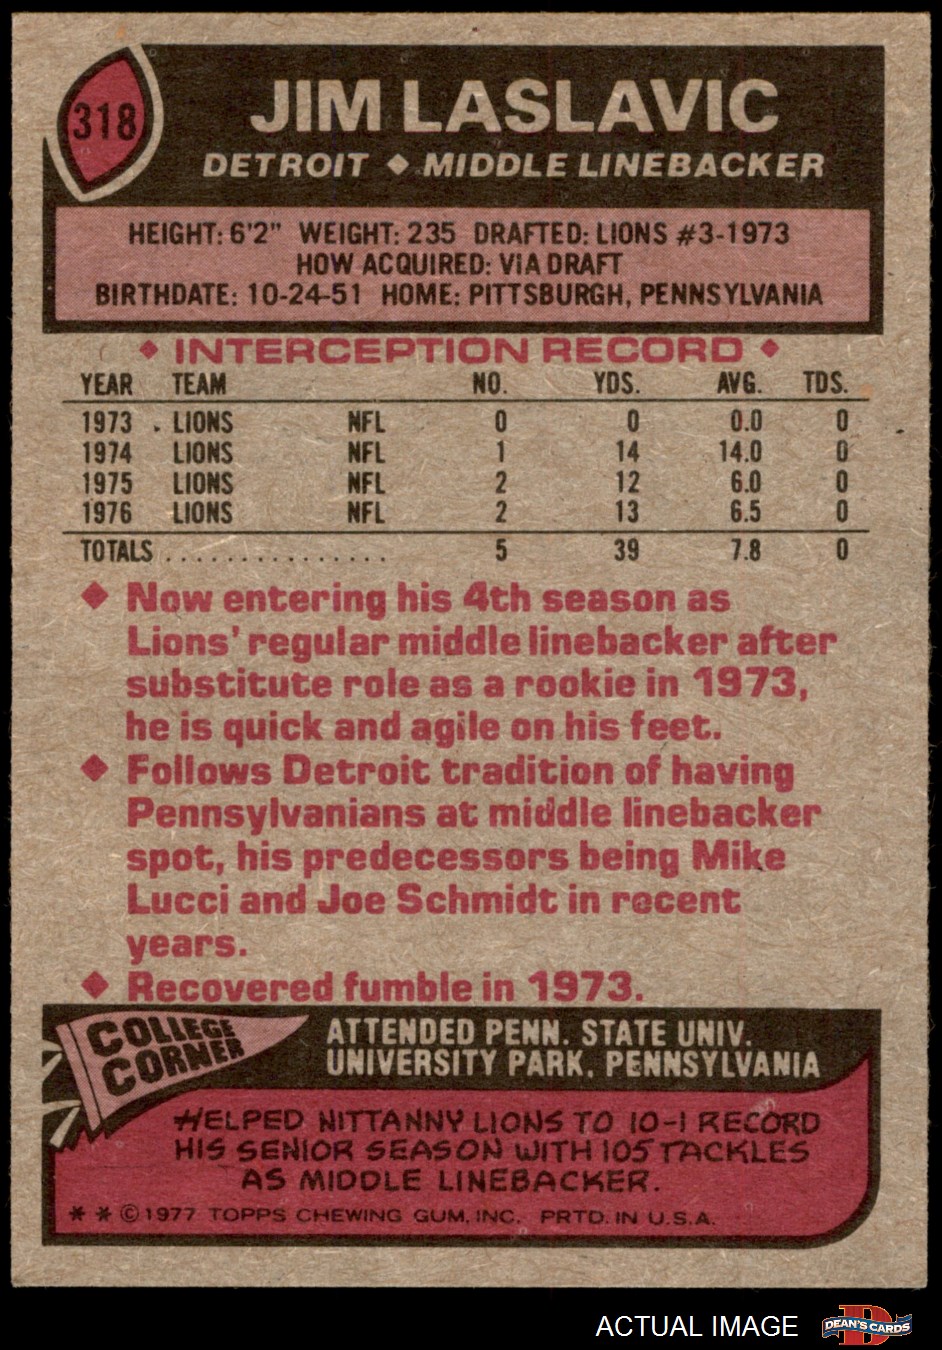 318
JIM LASLAVIC
DETROIT ◆ MIDDLE LINEBACKER
HEIGHT: 6'2" WEIGHT: 235 DRAFTED: LIONS #3-1973
HOW ACQUIRED: VIA DRAFT
BIRTHDATE: 10-24-51 HOME: PITTSBURGH, PENNSYLVANIA
◆ INTERCEPTION RECORD ◆
YEAR TEAM NO. YDS. AVG. TDS.
1973 LIONS NFL 0 0 0.0 0
1974 LIONS NFL 1 14 14.0 0
1975 LIONS NFL 2 12 6.0 0
1976 LIONS NFL 2 13 6.5 0
TOTALS ................ 5 39 7.8 0
◆ Now entering his 4th season as
Lions' regular middle linebacker after
substitute role as a rookie in 1973,
he is quick and agile on his feet.
◆ Follows Detroit tradition of having
Pennsylvanians at middle linebacker
spot, his predecessors being Mike
Lucci and Joe Schmidt in recent
years.
◆ Recovered fumble in 1973.
COLLEGE
CORNER
ATTENDED PENN. STATE UNIV.
UNIVERSITY PARK, PENNSYLVANIA
HELPED NITTANNY LIONS TO 10-1 RECORD
HIS SENIOR SEASON WITH 105 TACKLES
AS MIDDLE LINEBACKER.
* * © 1977 TOPPS CHEWING GUM, INC. PRTD. IN U.S.A.
ACTUAL IMAGE
DEAN'S CARDS